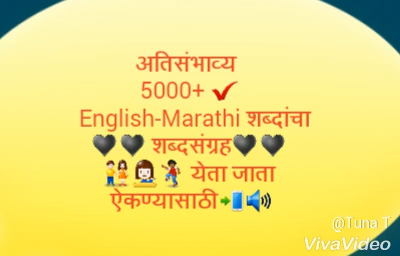 अतिसंभाव्य
5000+ ✔
English-Marathi शब्दांचा
🖤🖤 शब्दसंग्रह🖤🖤
👫💁💃 येता जाता
ऐकण्यासाठी📲🔊
@Tuna T
VivaVideo